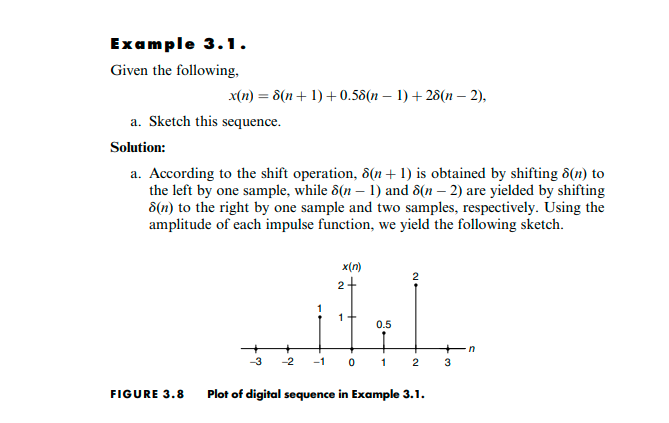 Example 3.1.
Given the following,
x(n) = δ(n + 1) + 0.5δ(n − 1) + 2δ(n − 2),
a. Sketch this sequence.
Solution:
a. According to the shift operation, δ(n + 1) is obtained by shifting δ(n) to
the left by one sample, while δ(n − 1) and δ(n − 2) are yielded by shifting
δ(n) to the right by one sample and two samples, respectively. Using the
amplitude of each impulse function, we yield the following sketch.
x(n)
2
2
1
1
0.5
n
−3 −2 −1 0 1 2 3
FIGURE 3.8 Plot of digital sequence in Example 3.1.